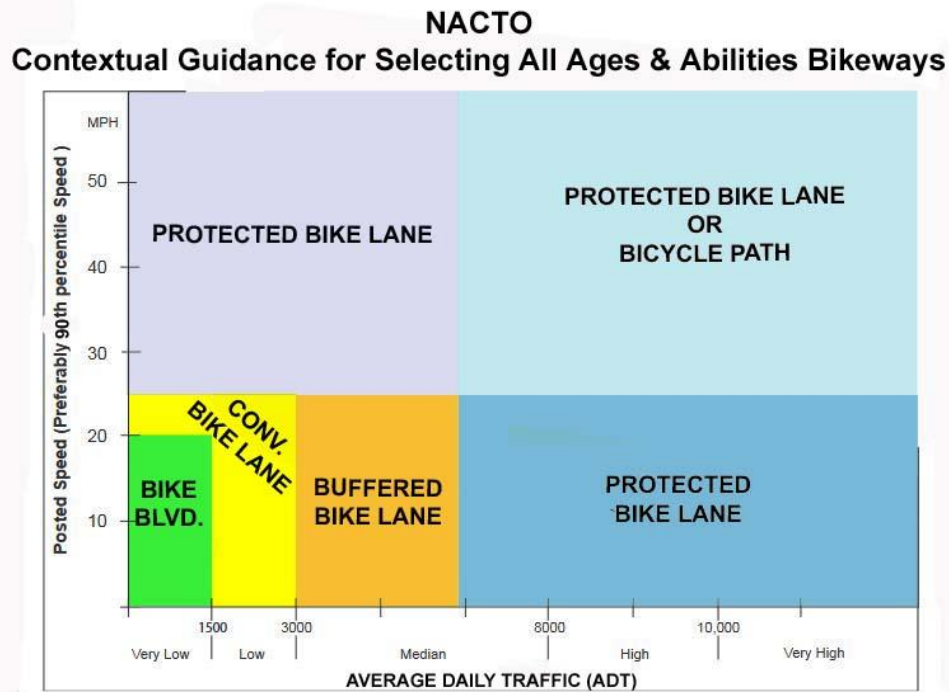 NACTO
Contextual Guidance for Selecting All Ages & Abilities Bikeways
MPH
50
40
30
20
10
Posted Speed (Preferably 90th percentile Speed )
PROTECTED BIKE LANE
PROTECTED BIKE LANE
OR
BICYCLE PATH
CONV.
BIKE LANE
BIKE
BLVD.
BUFFERED
BIKE LANE
PROTECTED
BIKE LANE
1500 3000 8000 10,000
Very Low Low Median High Very High
AVERAGE DAILY TRAFFIC (ADT)